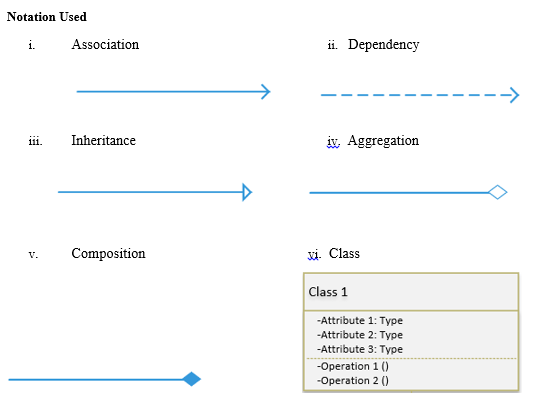 Notation Used
i. Association
ii. Dependency
iii. Inheritance
iv. Aggregation
v. Composition
vi. Class
Class 1
-Attribute 1: Type
-Attribute 2: Type
-Attribute 3: Type
-Operation 1 ()
-Operation 2 ()